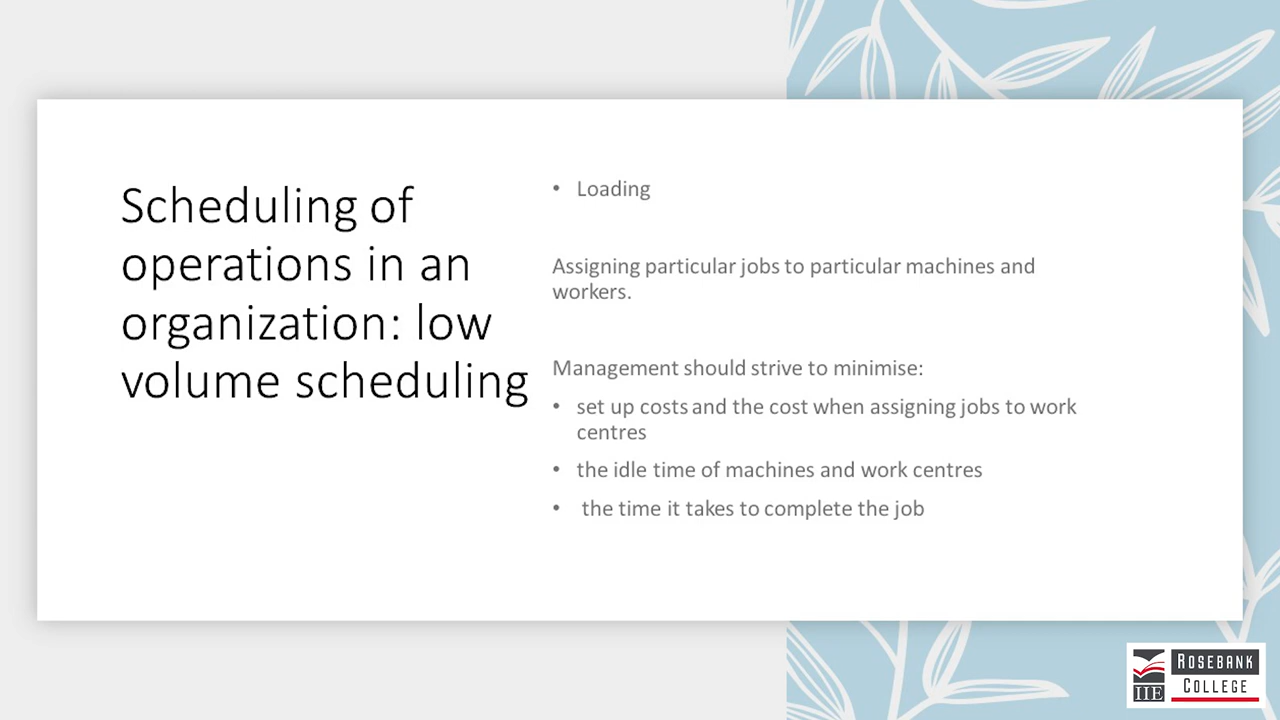 Scheduling of
operations in an
organization: low
volume scheduling
• Loading
Assigning particular jobs to particular machines and
workers.
Management should strive to minimise:
• set up costs and the cost when assigning jobs to work
centres
• the idle time of machines and work centres
• the time it takes to complete the job
IIE
ROSEBANK
COLLEGE